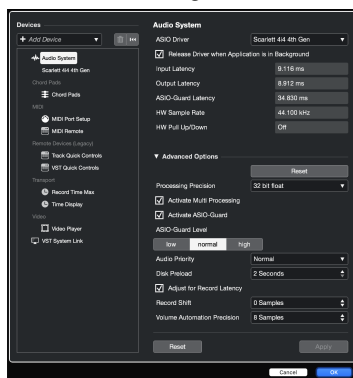 Devices
Add Device
Audio System
Scarlett 4i4 4th Gen
Chord Pads
Chord Pads
MIDI
MIDI Port Setup
MIDI Remote
Remote Devices (Legacy)
Track Quick Controls
VST Quick Controls
Transport
Record Time Max
Time Display
Video
Video Player
VST System Link
Audio System
ASIO Driver Scarlett 4i4 4th Gen
Release Driver when Application is in Background
Input Latency 9.116 ms
Output Latency 8.912 ms
ASIO-Guard Latency 34.830 ms
HW Sample Rate 44.100 kHz
HW Pull Up/Down Off
Advanced Options
Reset
Processing Precision 32 bit float
Activate Multi Processing
Activate ASIO-Guard
ASIO-Guard Level
low normal high
Audio Priority Normal
Disk Preload 2 Seconds
Adjust for Record Latency
Record Shift 0 Samples
Volume Automation Precision 8 Samples
Reset Apply
Cancel OK